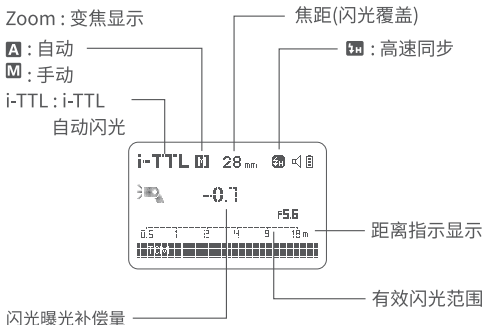 Zoom : 变焦显示
A : 自动
M : 手动
i-TTL : i-TTL
自动闪光
焦距(闪光覆盖)
: 高速同步
i-TTL M 28 mm
-0.7
F5.6
0.5 1 2 4 9 18 m
距离指示显示
有效闪光范围
闪光曝光补偿量